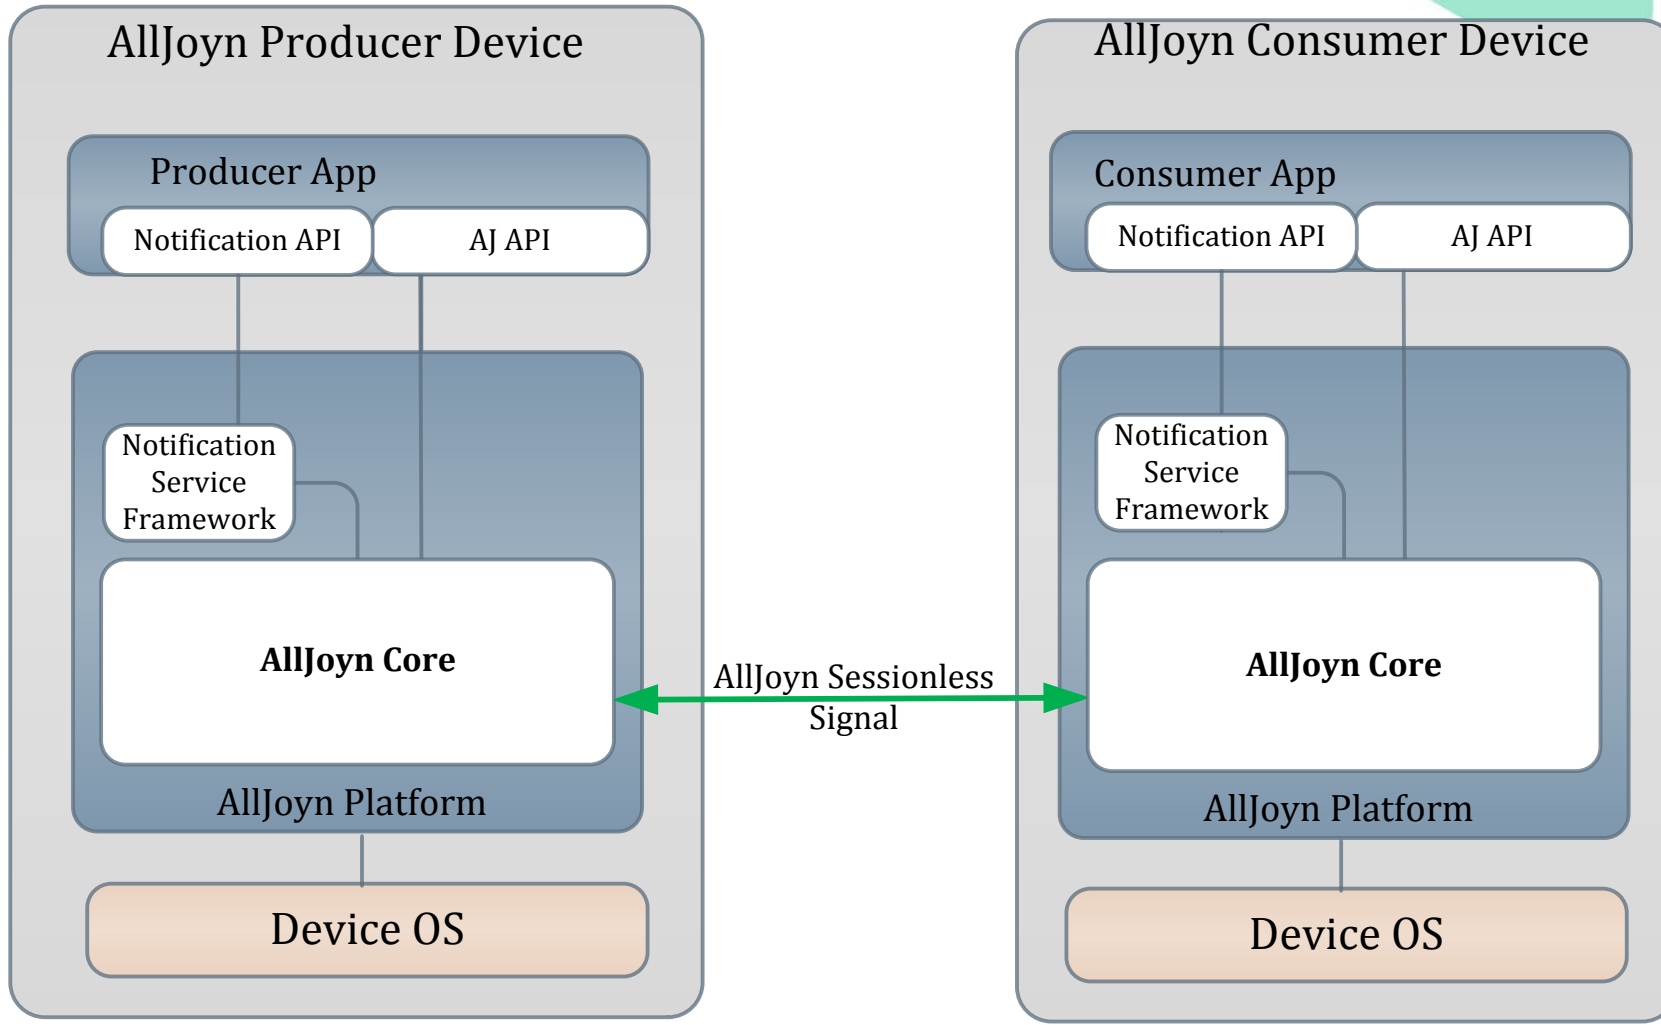 AllJoyn Producer Device
Producer App
Notification API
AJ API
Notification
Service
Framework
AllJoyn Core
AllJoyn Platform
Device OS
AllJoyn Sessionless
Signal
AllJoyn Consumer Device
Consumer App
Notification API
AJ API
Notification
Service
Framework
AllJoyn Core
AllJoyn Platform
Device OS